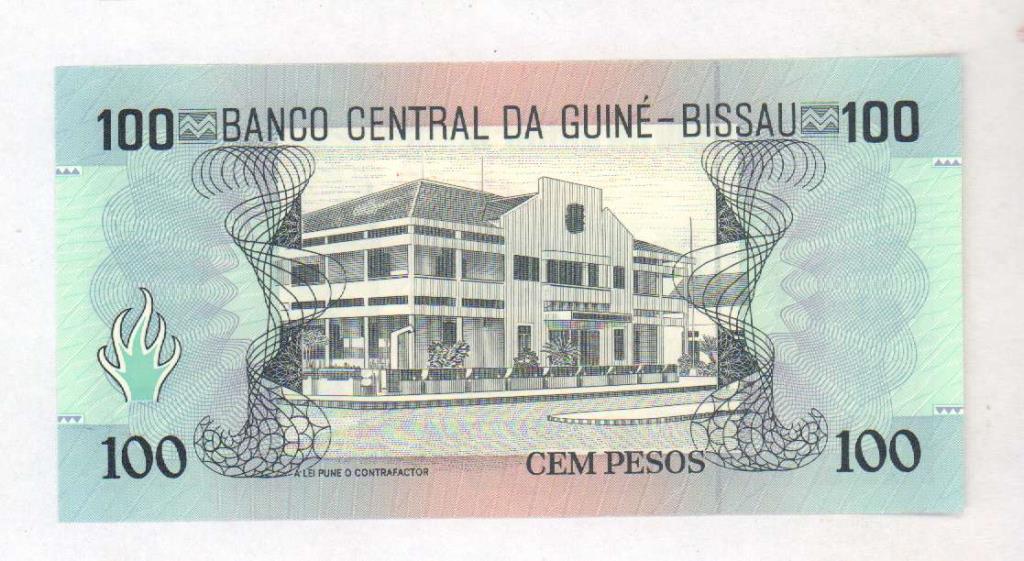 100 BANCO CENTRAL DA GUINÉ-BISSAU 100
100 CEM PESOS 100
A LEI PUNE O CONTRAFACTOR